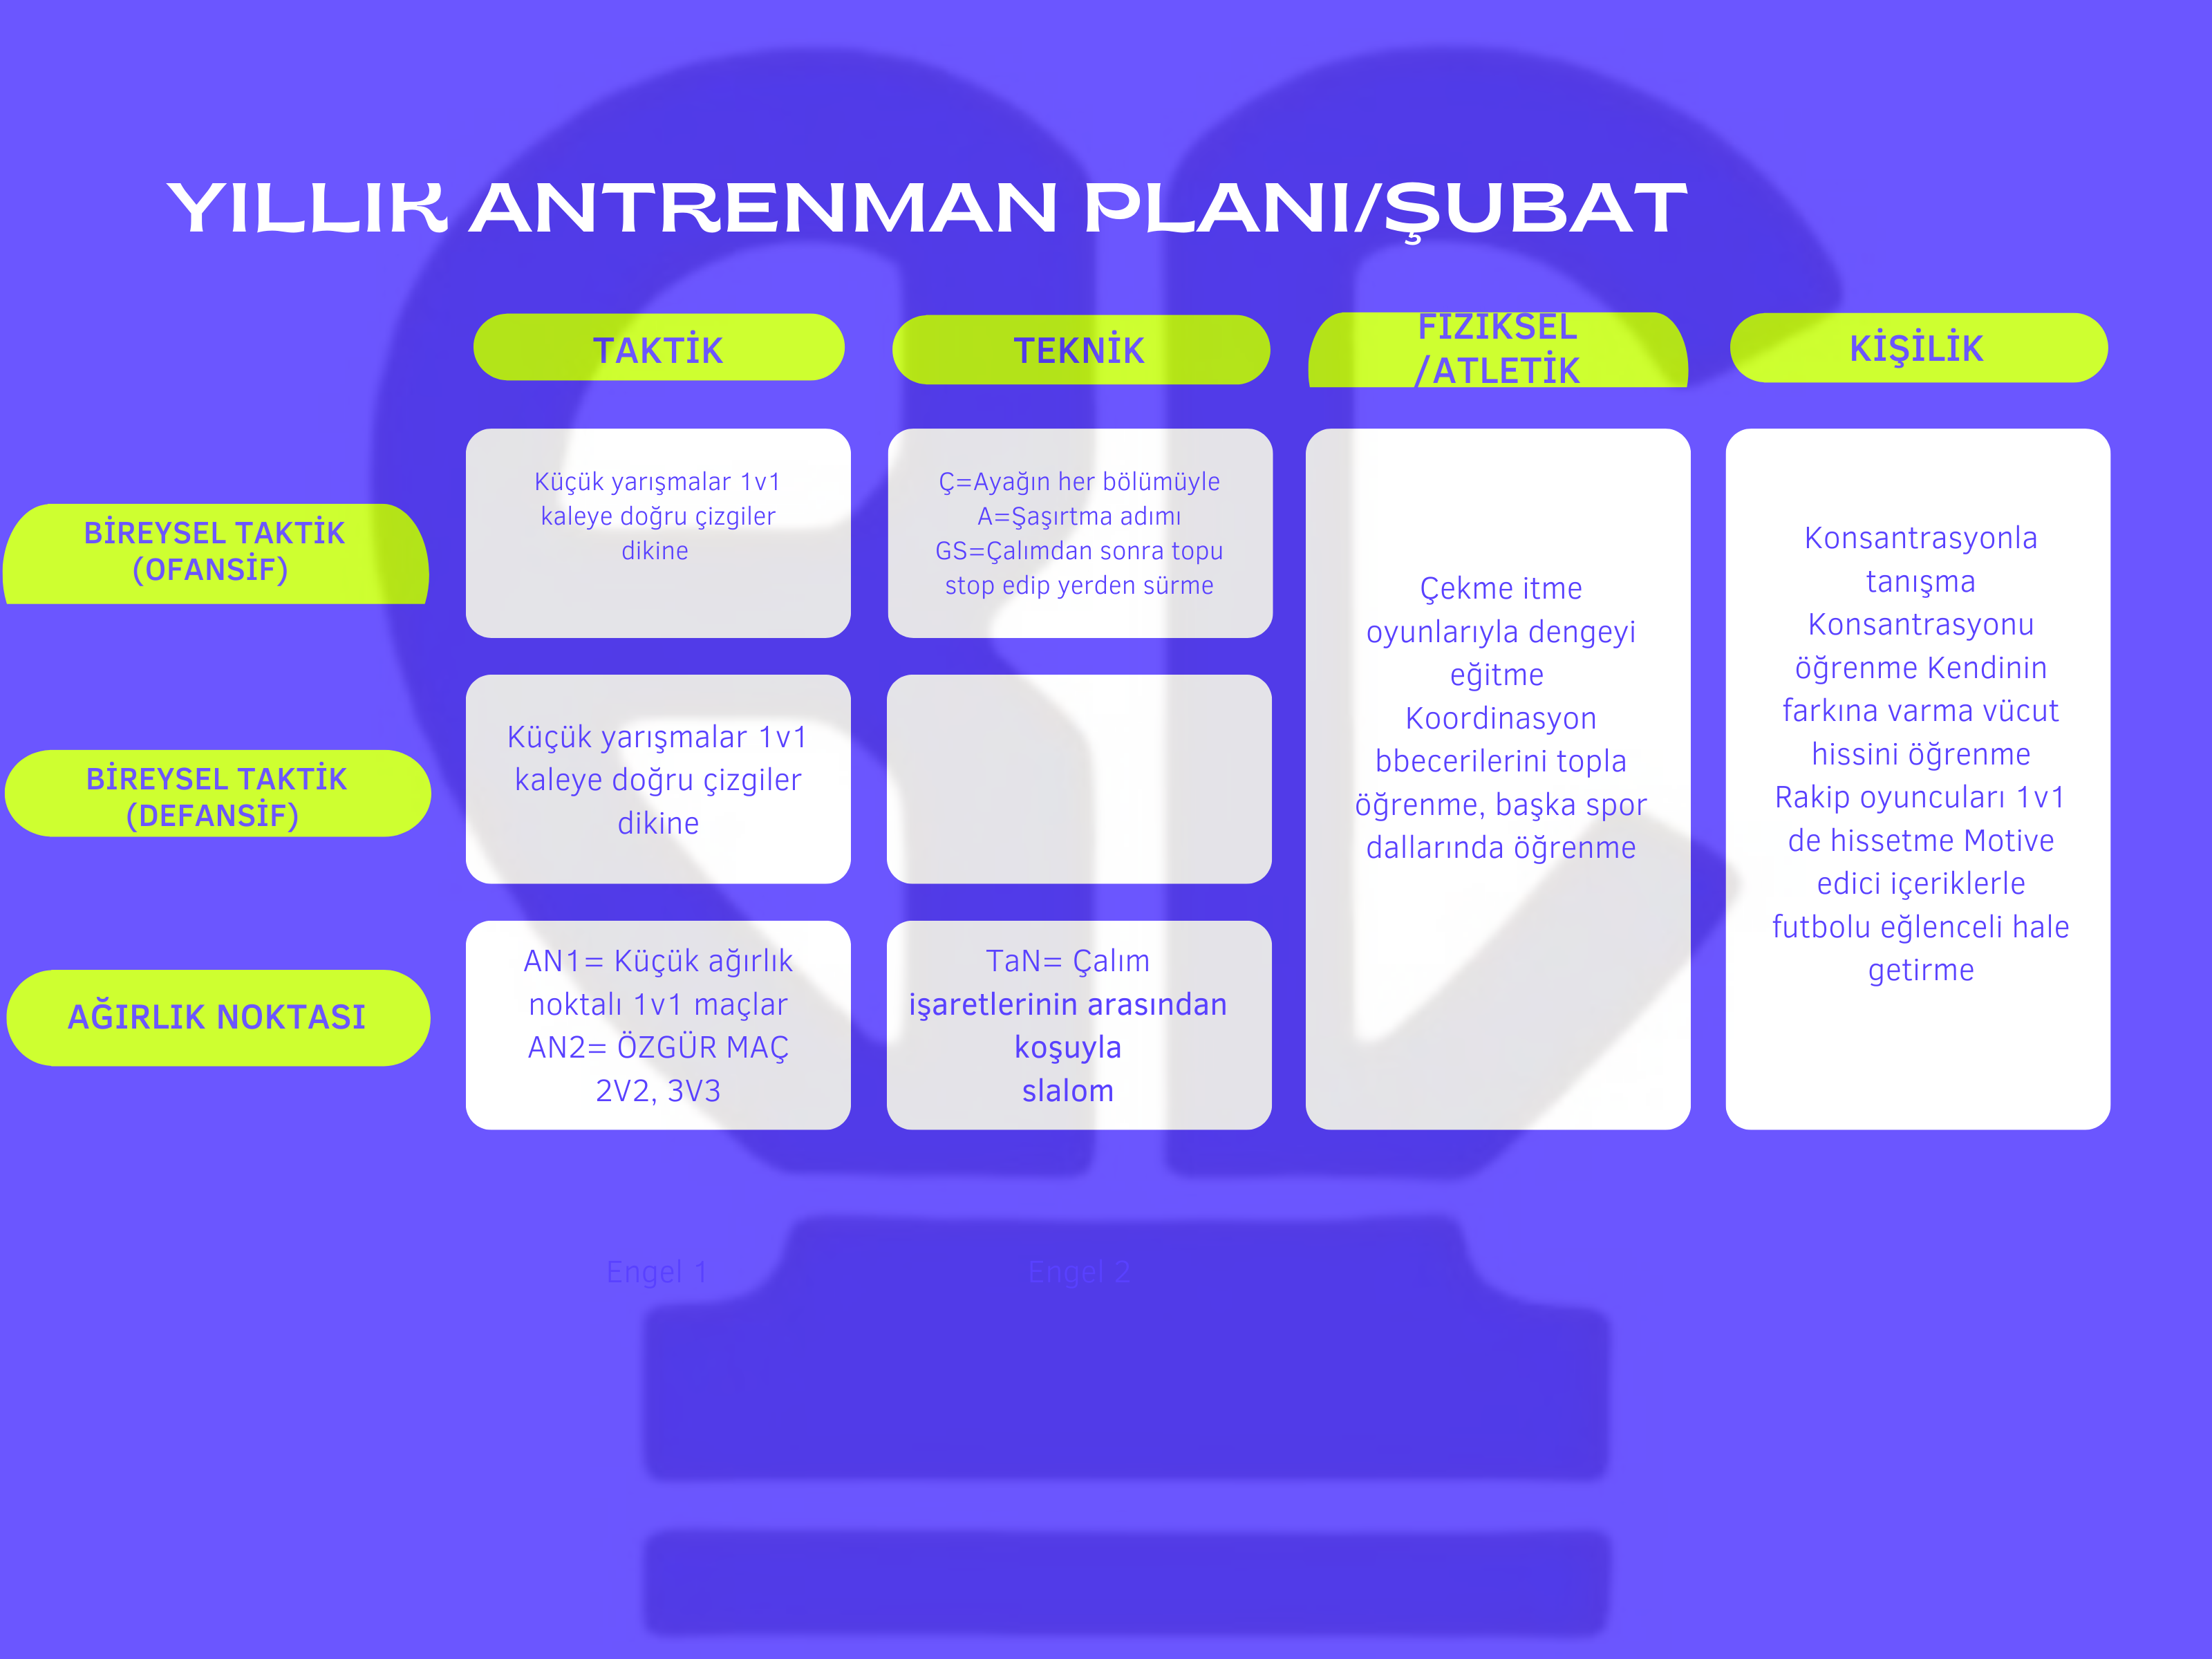 YILLIK ANTRENMAN PLANI/ŞUBAT
TAKTİK
TEKNİK
FİZİKSEL
/ATLETİK
KİŞİLİK
BİREYSEL TAKTİK
(OFANSİF)
Küçük yarışmalar 1v1
kaleye doğru çizgiler
dikine
Ç=Ayağın her bölümüyle
A=Şaşırtma adımı
GS=Çalımdan sonra topu
stop edip yerden sürme
Çekme itme
oyunlarıyla dengeyi
eğitme
Koordinasyon
bbecerilerini topla
öğrenme, başka spor
dallarında öğrenme
Konsantrasyonla
tanışma
Konsantrasyonu
öğrenme Kendinin
farkına varma vücut
hissini öğrenme
Rakip oyuncuları 1v1
de hissetme Motive
edici içeriklerle
futbolu eğlenceli hale
getirme
BİREYSEL TAKTİK
(DEFANSİF)
Küçük yarışmalar 1v1
kaleye doğru çizgiler
dikine
AĞIRLIK NOKTASI
AN1= Küçük ağırlık
noktalı 1v1 maçlar
AN2= ÖZGÜR MAÇ
2V2, 3V3
TaN= Çalım
işaretlerinin arasından
koşuyla
slalom
Engel 1
Engel 2